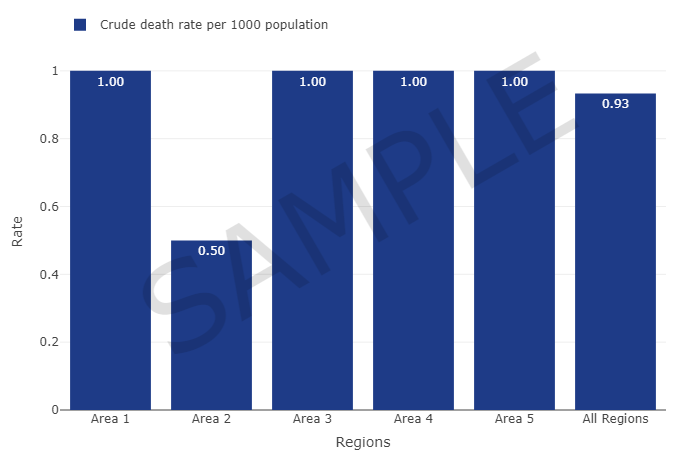 Crude death rate per 1000 population
1
0.8
0.6
0.4
0.2
0
Rate
1.00
0.50
1.00
1.00
1.00
0.93
Area 1
Area 2
Area 3
Area 4
Area 5
All Regions
Regions
SAMPLE